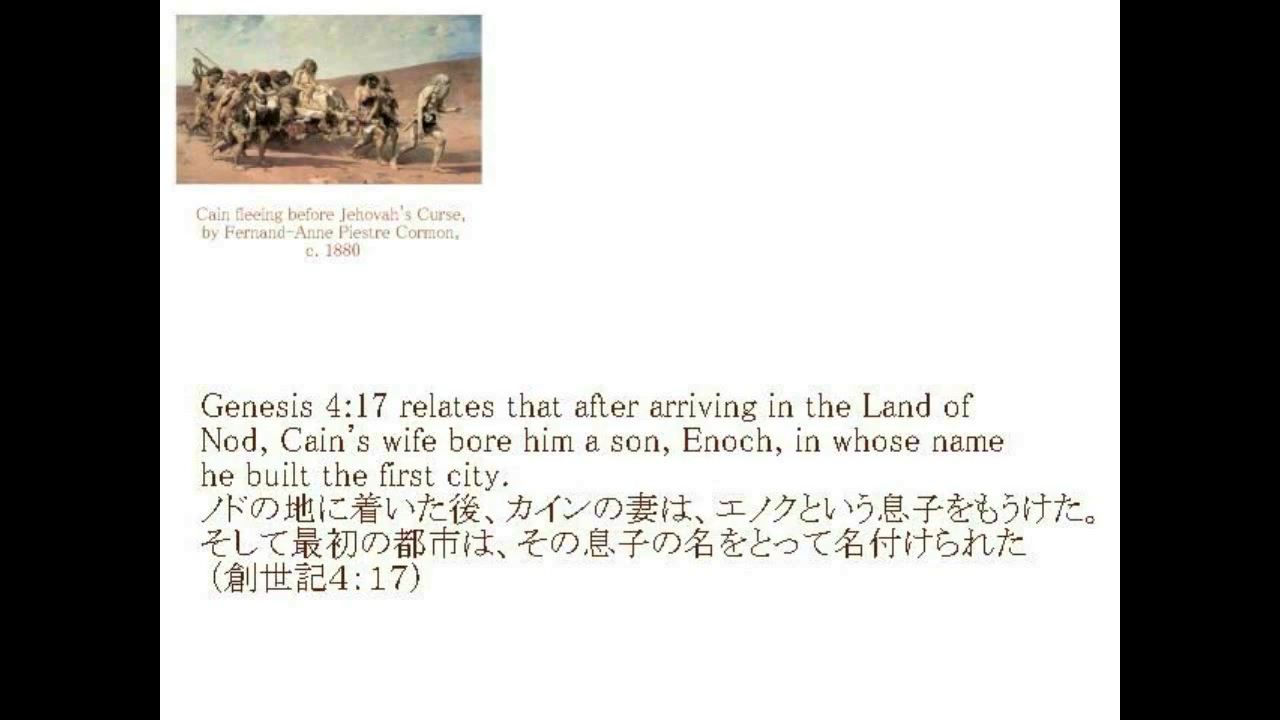 Cain fleeing before Jehovah's Curse,
by Fernand-Anne Piestre Cormon,
c. 1880
Genesis 4:17 relates that after arriving in the Land of
Nod, Cain's wife bore him a son, Enoch, in whose name
he built the first city.
ノドの地に着いた後、カインの妻は、エノクという息子をもうけた。
そして最初の都市は、その息子の名をとって名付けられた
（創世記４：１７）